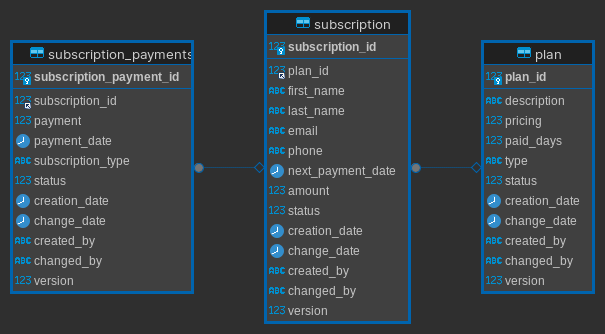 subscription_payments
123 subscription_payment_id
123 subscription_id
123 payment
payment_date
ABC subscription_type
123 status
creation_date
change_date
ABC created_by
ABC changed_by
123 version
subscription
123 subscription_id
123 plan_id
ABC first_name
ABC last_name
ABC email
ABC phone
next_payment_date
123 amount
123 status
creation_date
change_date
ABC created_by
ABC changed_by
123 version
plan
123 plan_id
ABC description
123 pricing
123 paid_days
ABC type
123 status
creation_date
change_date
ABC created_by
ABC changed_by
123 version